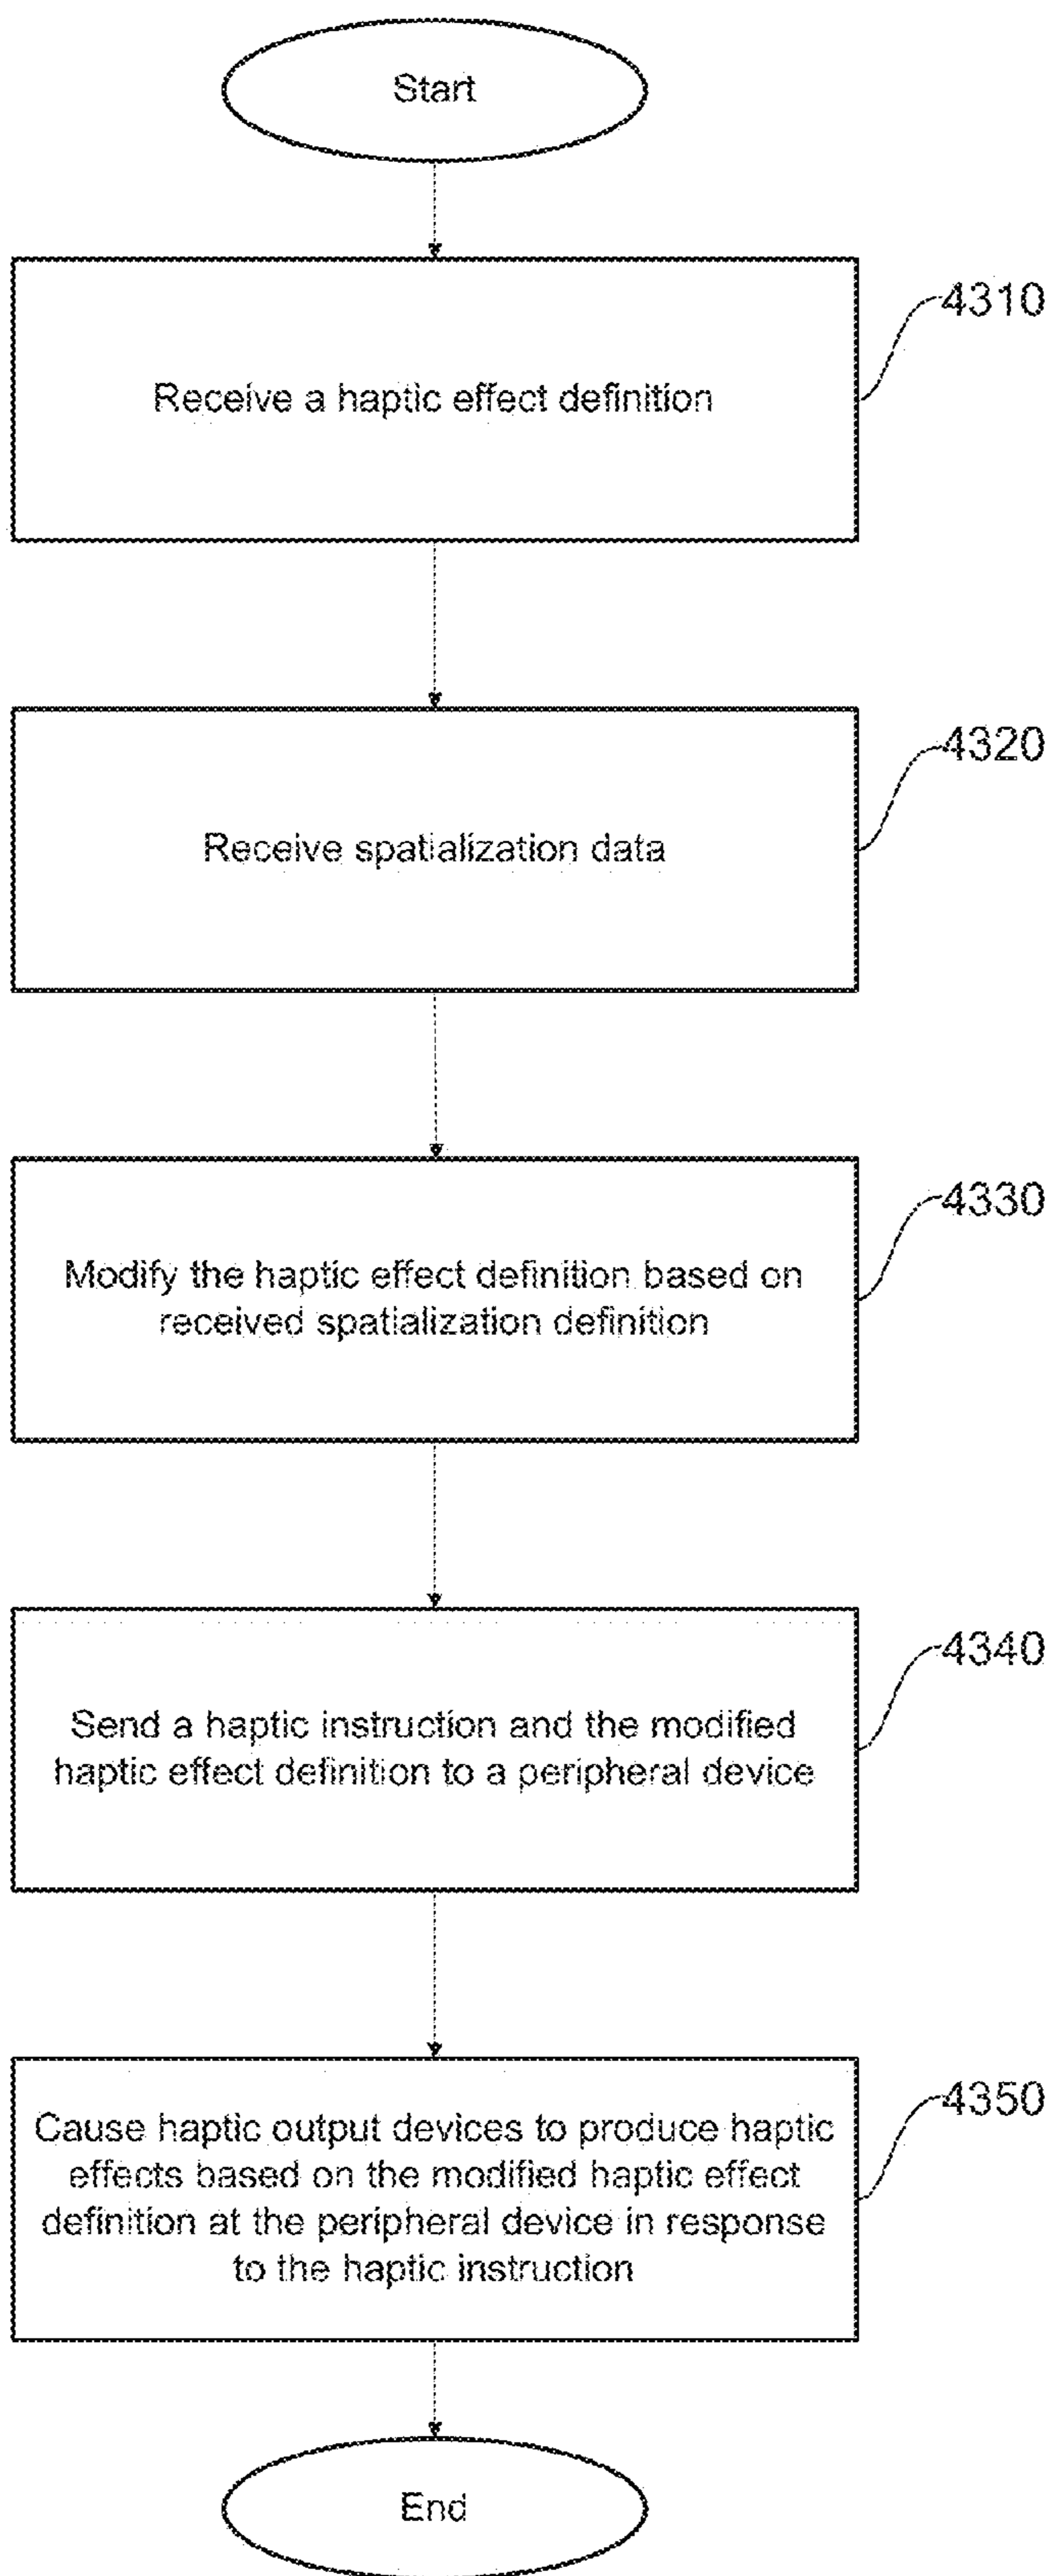 Start
4310
Receive a haptic effect definition
4320
Receive spatialization data
4330
Modify the haptic effect definition based on
received spatialization definition
4340
Send a haptic instruction and the modified
haptic effect definition to a peripheral device
4350
Cause haptic output devices to produce haptic
effects based on the modified haptic effect
definition at the peripheral device in response
to the haptic instruction
End